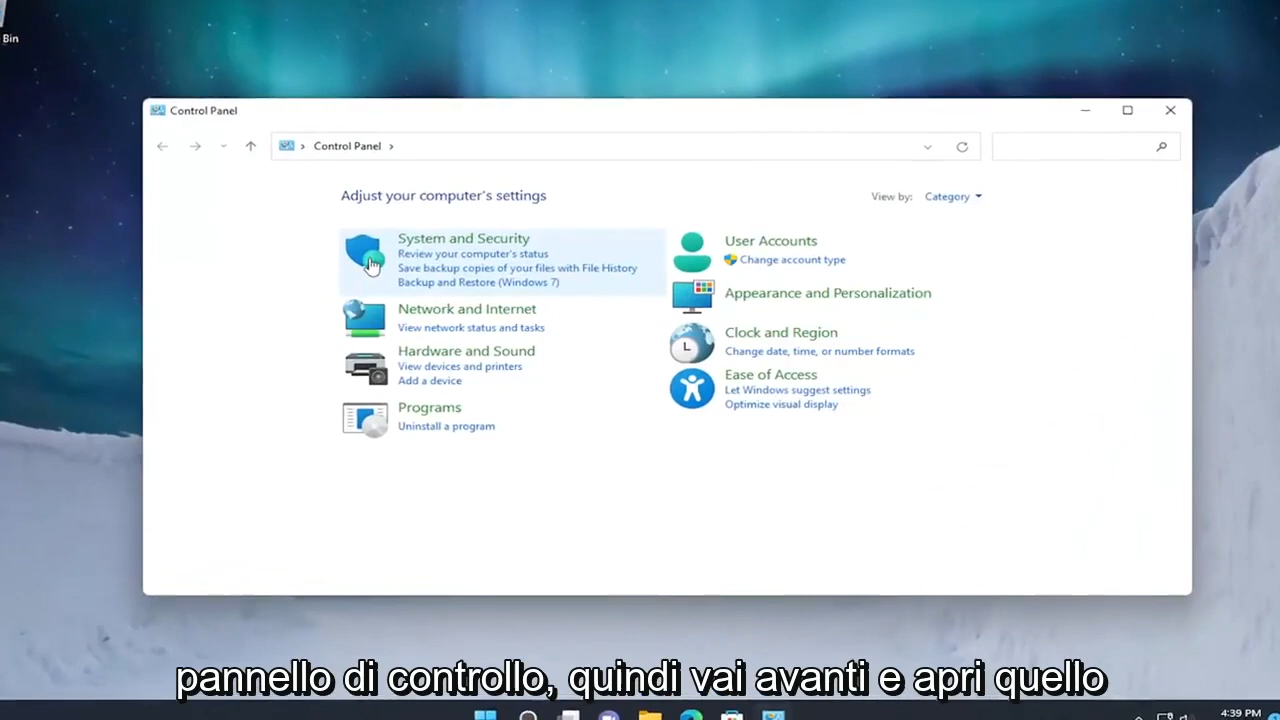 Bin
Control Panel
Control Panel
Adjust your computer's settings
View by: Category
System and Security
Review your computer's status
Save backup copies of your files with File History
Backup and Restore (Windows 7)
Network and Internet
View network status and tasks
Hardware and Sound
View devices and printers
Add a device
Programs
Uninstall a program
User Accounts
Change account type
Appearance and Personalization
Clock and Region
Change date, time, or number formats
Ease of Access
Let Windows suggest settings
Optimize visual display
pannello di controllo, quindi vai avanti e apri quello
4:39 PM